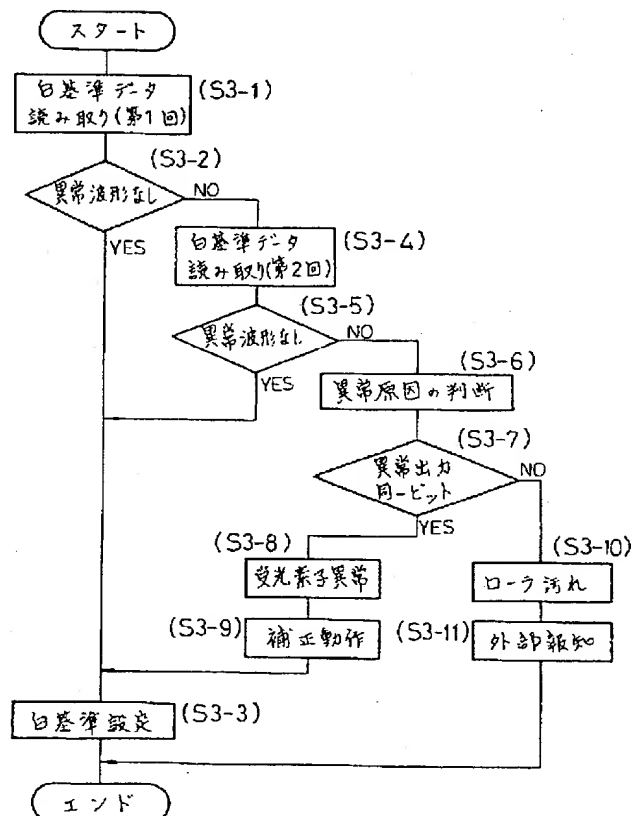 スタート
白基準データ
読み取り(第1回)
(S3-1)
(S3-2)
異常波形なし
NO
YES
白基準データ
読み取り(第2回)
(S3-4)
(S3-5)
異常波形なし
NO
YES
(S3-6)
異常原因の判断
(S3-7)
異常出力
同一ビット
NO
YES
(S3-8)
受光素子異常
(S3-10)
ローラ汚れ
(S3-9)
補正動作
(S3-11)
外部報知
白基準設定
(S3-3)
エンド